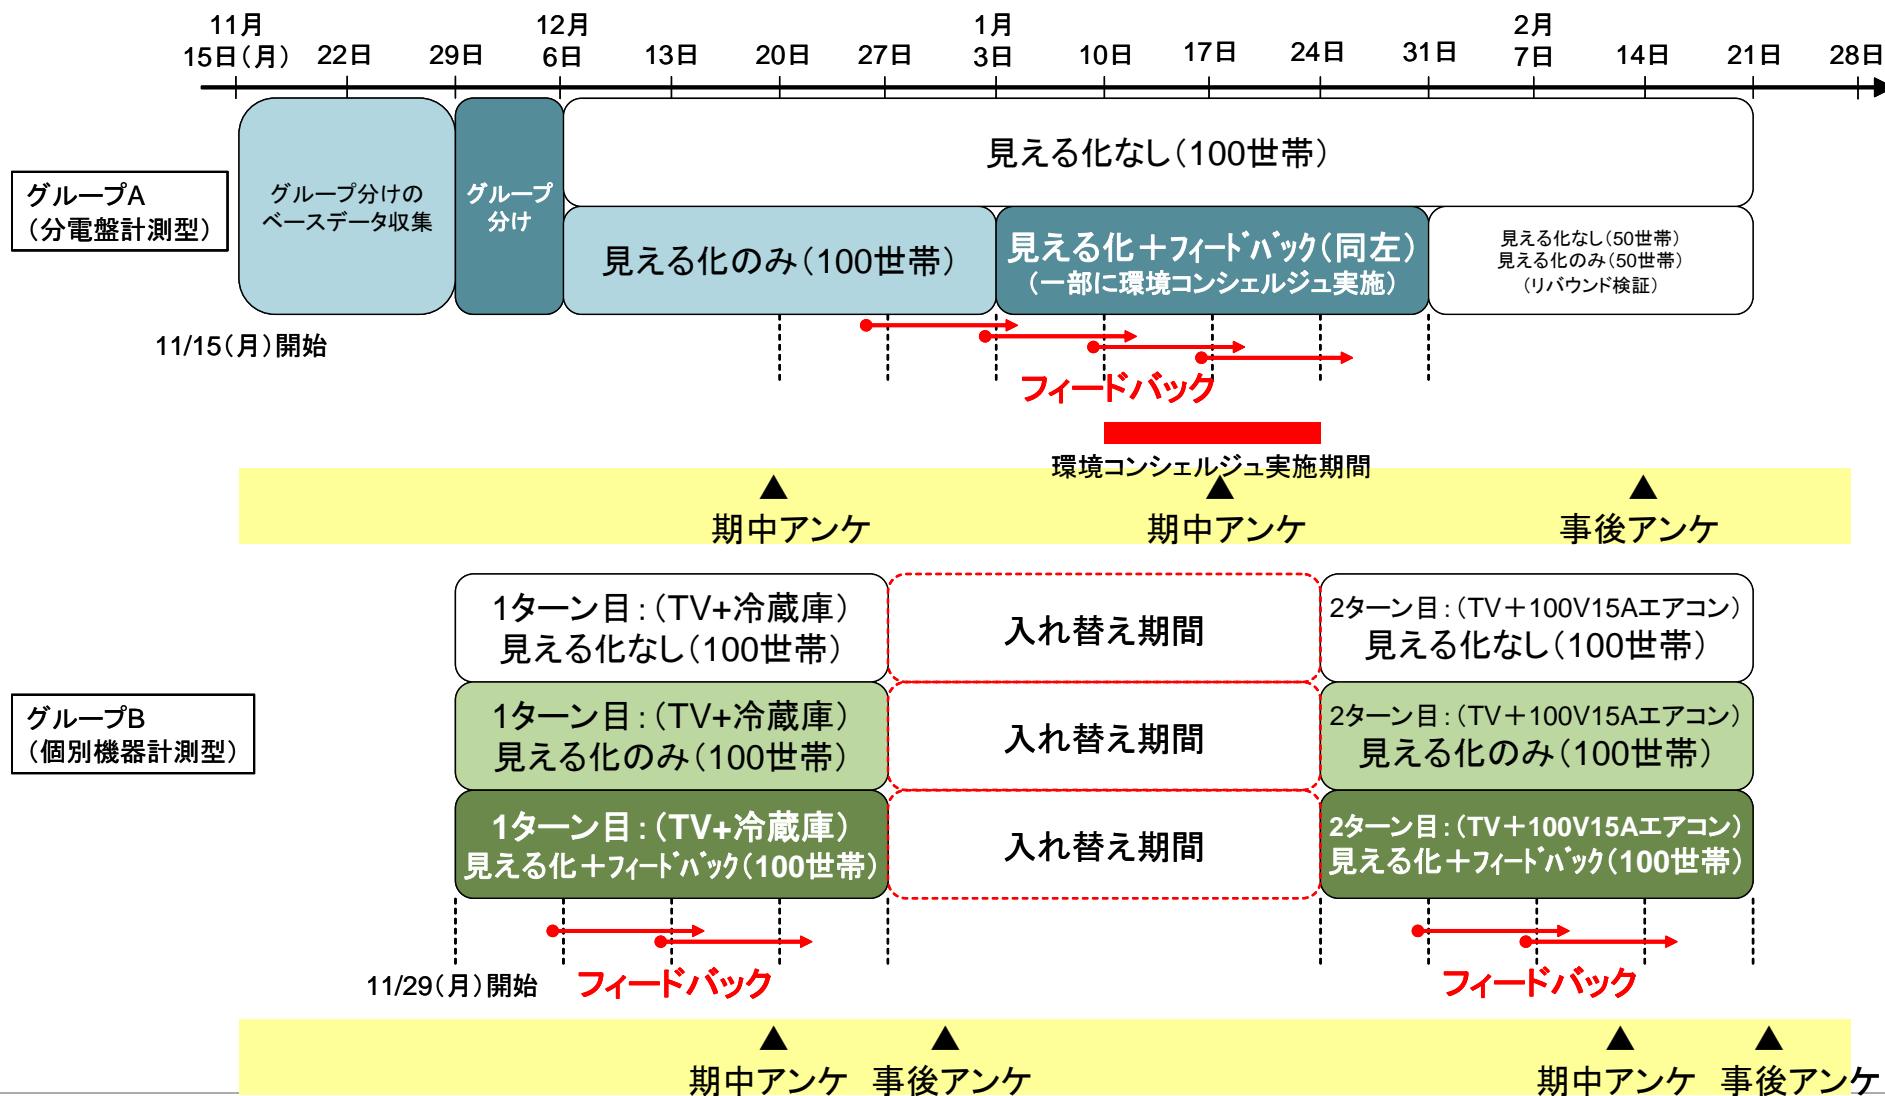 11月
12月
1月
2月
15日(月)
22日
29日
6日
13日
20日
27日
3日
10日
17日
24日
31日
7日
14日
21日
28日
グループA
(分電盤計測型)
グループ分けの
ベースデータ収集
グループ
分け
見える化なし(100世帯)
見える化のみ(100世帯)
見える化+フィードバック(同左)
(一部に環境コンシェルジュ実施)
見える化なし(50世帯)
見える化のみ(50世帯)
(リバウンド検証)
11/15(月)開始
フィードバック
環境コンシェルジュ実施期間
期中アンケ
期中アンケ
事後アンケ
グループB
(個別機器計測型)
1ターン目:(TV+冷蔵庫)
見える化なし(100世帯)
入れ替え期間
2ターン目:(TV+100V15Aエアコン)
見える化なし(100世帯)
1ターン目:(TV+冷蔵庫)
見える化のみ(100世帯)
入れ替え期間
2ターン目:(TV+100V15Aエアコン)
見える化のみ(100世帯)
1ターン目:(TV+冷蔵庫)
見える化+フィードバック(100世帯)
入れ替え期間
2ターン目:(TV+100V15Aエアコン)
見える化+フィードバック(100世帯)
11/29(月)開始
フィードバック
フィードバック
期中アンケ
事後アンケ
期中アンケ
事後アンケ